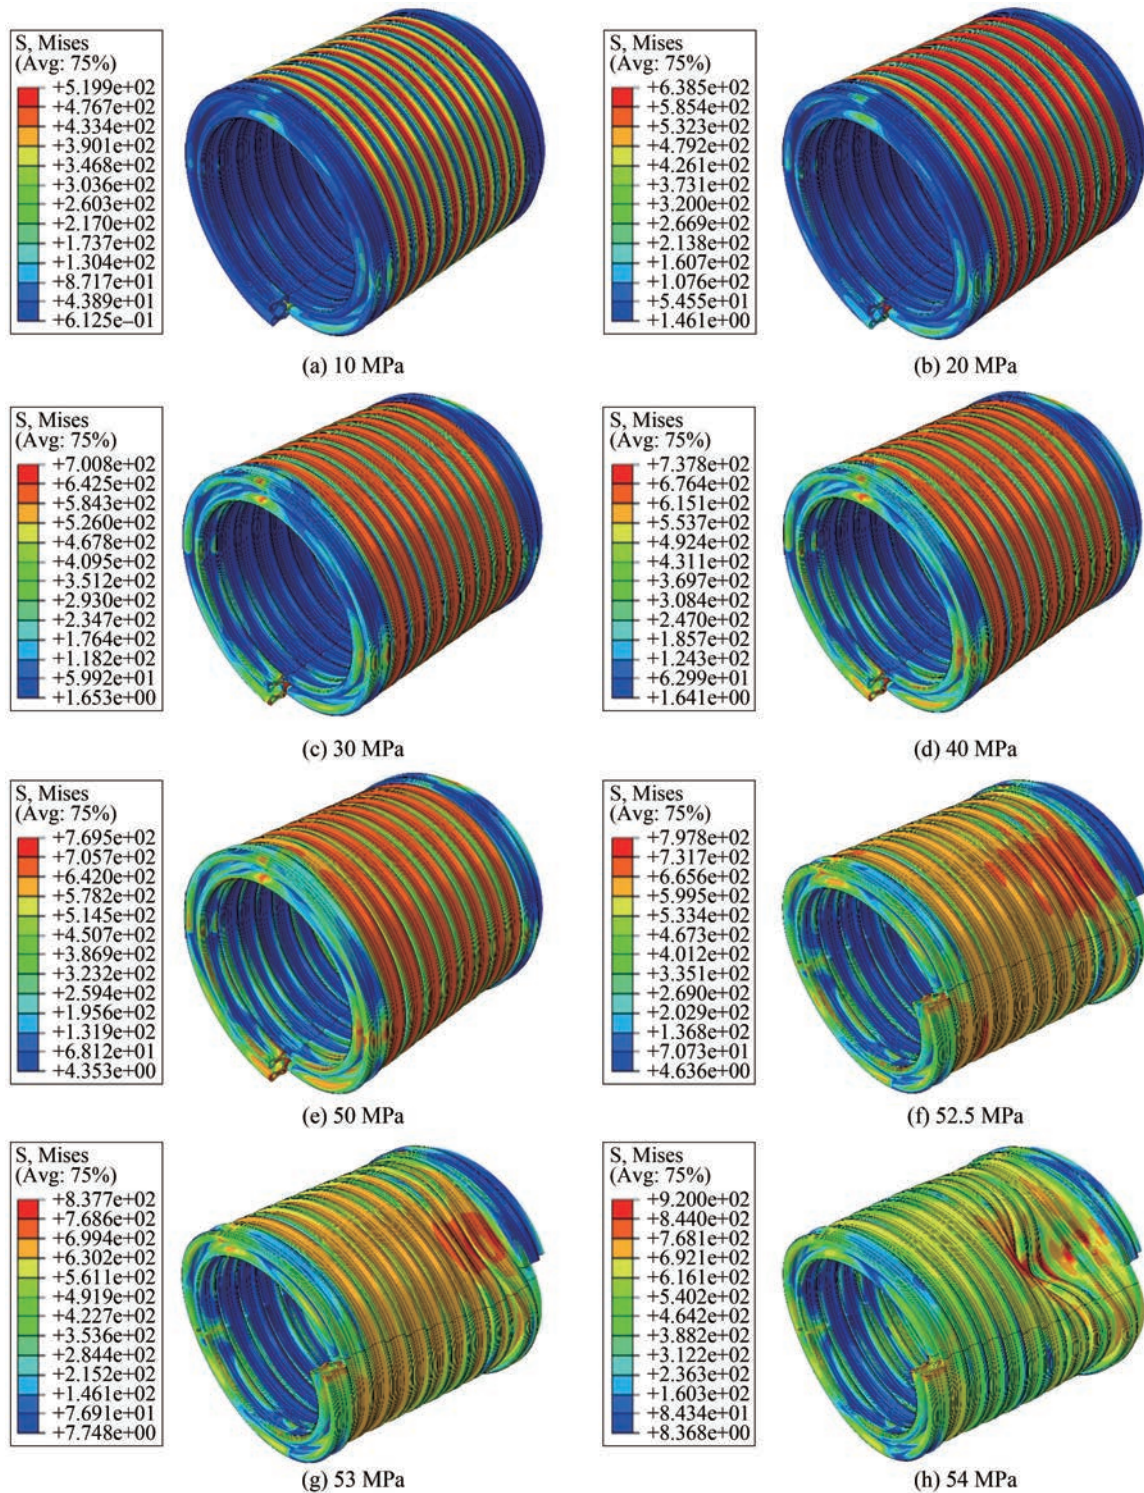 S, Mises
(Avg: 75%)
+5.199e+02
+4.767e+02
+4.334e+02
+3.901e+02
+3.468e+02
+3.036e+02
+2.603e+02
+2.170e+02
+1.737e+02
+1.304e+02
+8.717e+01
+4.389e+01
+6.125e−01
(a) 10 MPa
S, Mises
(Avg: 75%)
+6.385e+02
+5.854e+02
+5.323e+02
+4.792e+02
+4.261e+02
+3.731e+02
+3.200e+02
+2.669e+02
+2.138e+02
+1.607e+02
+1.076e+02
+5.455e+01
+1.461e+00
(b) 20 MPa
S, Mises
(Avg: 75%)
+7.008e+02
+6.425e+02
+5.843e+02
+5.260e+02
+4.678e+02
+4.095e+02
+3.512e+02
+2.930e+02
+2.347e+02
+1.764e+02
+1.182e+02
+5.992e+01
+1.653e+00
(c) 30 MPa
S, Mises
(Avg: 75%)
+7.378e+02
+6.764e+02
+6.151e+02
+5.537e+02
+4.924e+02
+4.311e+02
+3.697e+02
+3.084e+02
+2.470e+02
+1.857e+02
+1.243e+02
+6.299e+01
+1.641e+00
(d) 40 MPa
S, Mises
(Avg: 75%)
+7.695e+02
+7.057e+02
+6.420e+02
+5.782e+02
+5.145e+02
+4.507e+02
+3.869e+02
+3.232e+02
+2.594e+02
+1.956e+02
+1.319e+02
+6.812e+01
+4.353e+00
(e) 50 MPa
S, Mises
(Avg: 75%)
+7.978e+02
+7.317e+02
+6.656e+02
+5.995e+02
+5.334e+02
+4.673e+02
+4.012e+02
+3.351e+02
+2.690e+02
+2.029e+02
+1.368e+02
+7.073e+01
+4.636e+00
(f) 52.5 MPa
S, Mises
(Avg: 75%)
+8.377e+02
+7.686e+02
+6.994e+02
+6.302e+02
+5.611e+02
+4.919e+02
+4.227e+02
+3.536e+02
+2.844e+02
+2.152e+02
+1.461e+02
+7.691e+01
+7.748e+00
(g) 53 MPa
S, Mises
(Avg: 75%)
+9.200e+02
+8.440e+02
+7.681e+02
+6.921e+02
+6.161e+02
+5.402e+02
+4.642e+02
+3.882e+02
+3.122e+02
+2.363e+02
+1.603e+02
+8.434e+01
+8.368e+00
(h) 54 MPa